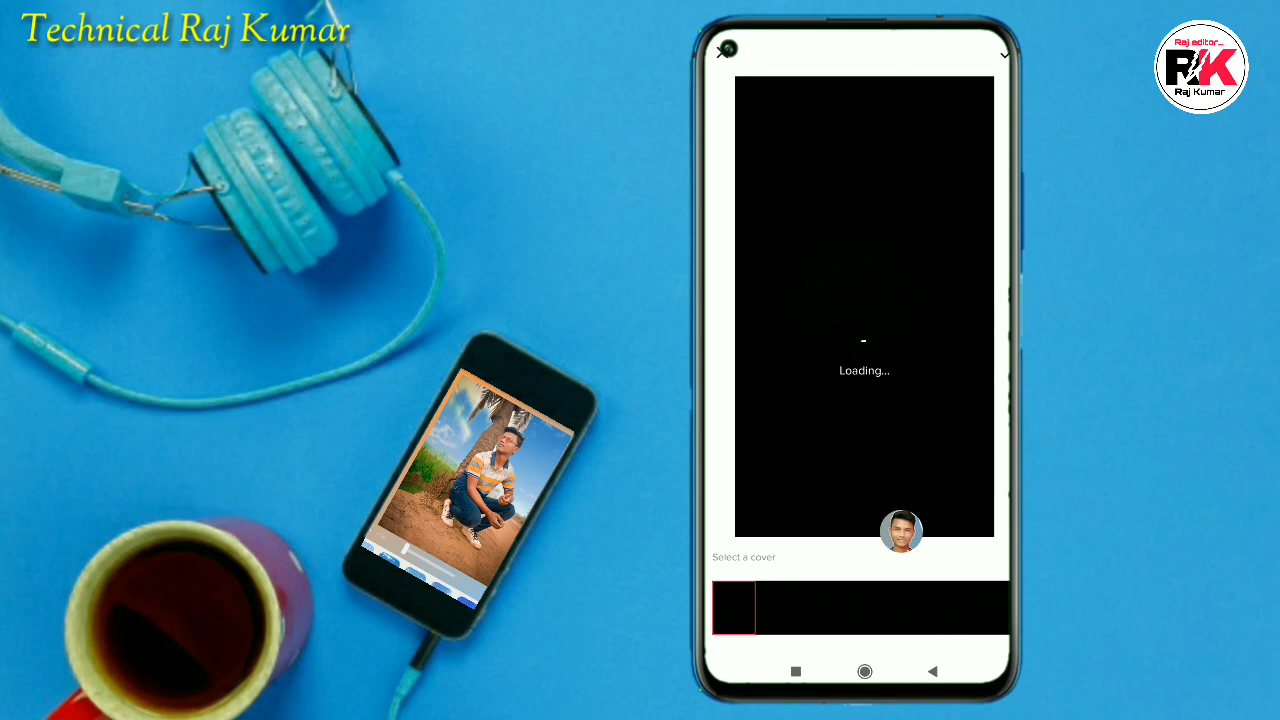 Technical Raj Kumar
Raj editor...
RK
Raj Kumar
Loading...
Select a cover